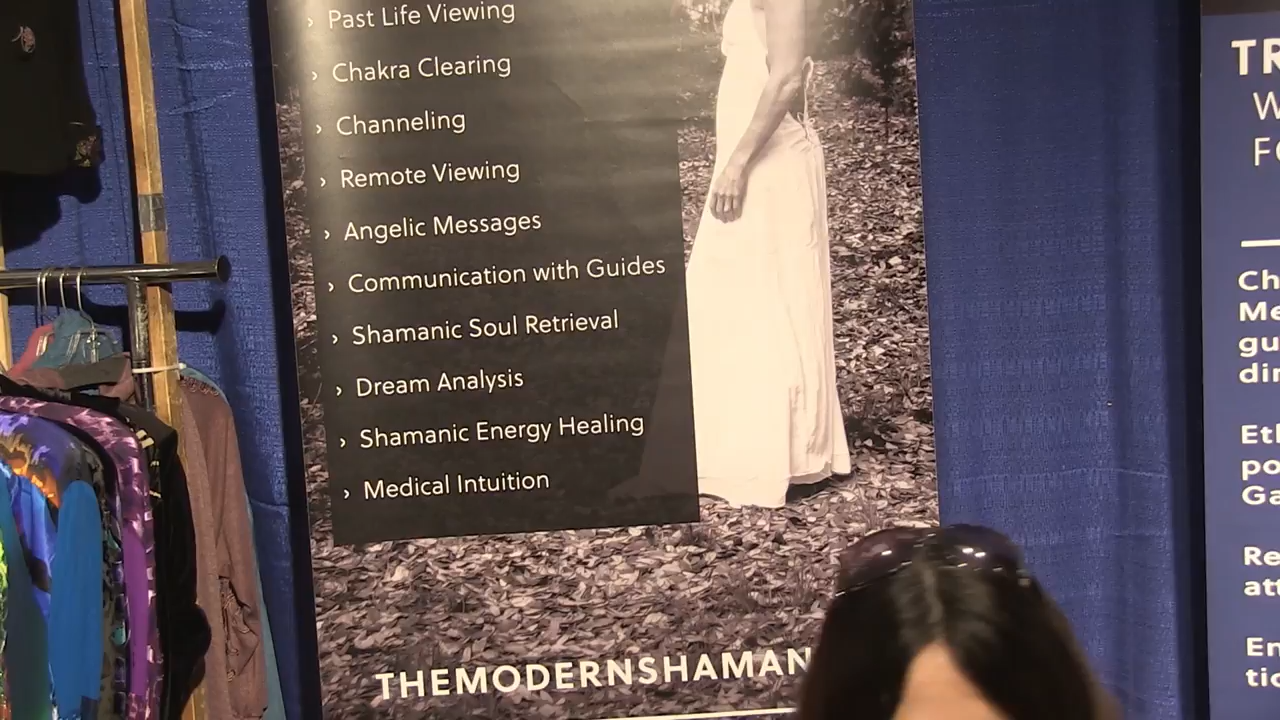 › Past Life Viewing
› Chakra Clearing
› Channeling
› Remote Viewing
› Angelic Messages
› Communication with Guides
› Shamanic Soul Retrieval
› Dream Analysis
› Shamanic Energy Healing
› Medical Intuition
THEMODERNSHAMAN